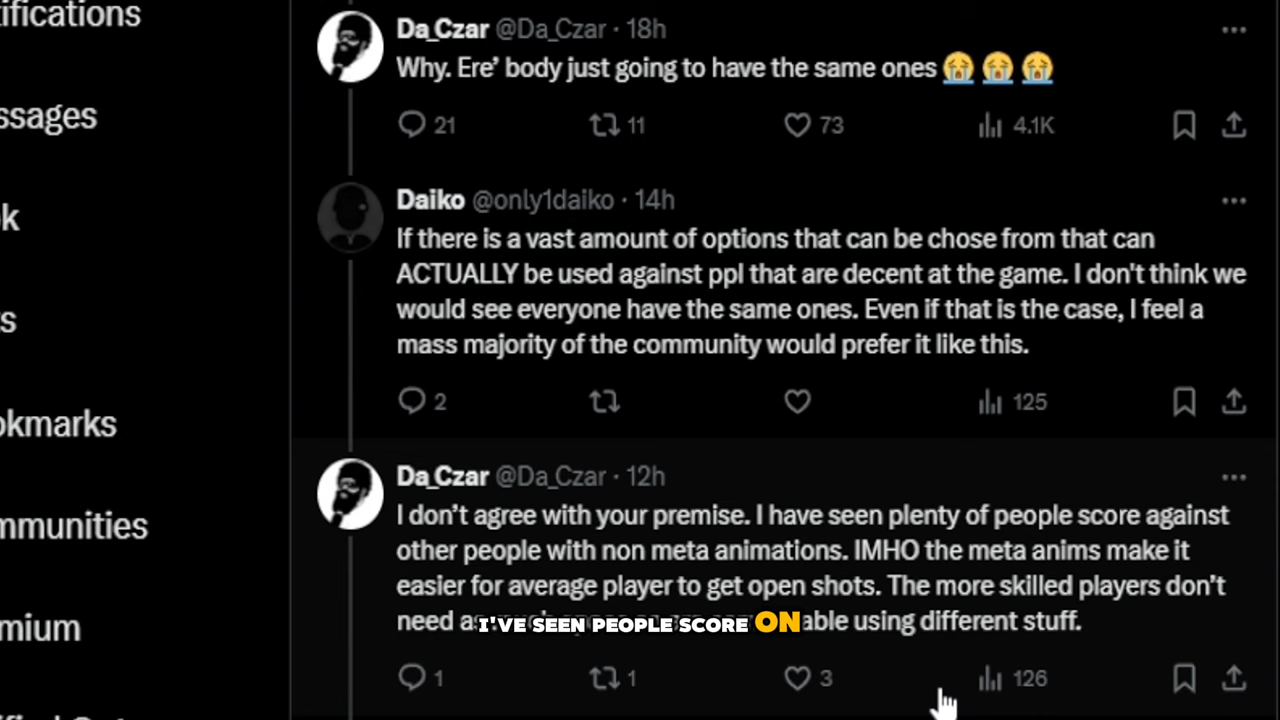 ifications
ssages
k
s
okmarks
mmunities
mium
Da_Czar @Da_Czar · 18h
Why. Ere' body just going to have the same ones 😭 😭 😭
21 11 73 4.1K
Daiko @only1daiko · 14h
If there is a vast amount of options that can be chose from that can
ACTUALLY be used against ppl that are decent at the game. I don't think we
would see everyone have the same ones. Even if that is the case, I feel a
mass majority of the community would prefer it like this.
2 125
Da_Czar @Da_Czar · 12h
I don't agree with your premise. I have seen plenty of people score against
other people with non meta animations. IMHO the meta anims make it
easier for average player to get open shots. The more skilled players don't
need able using different stuff.
I'VE SEEN PEOPLE SCORE ON
1 1 3 126